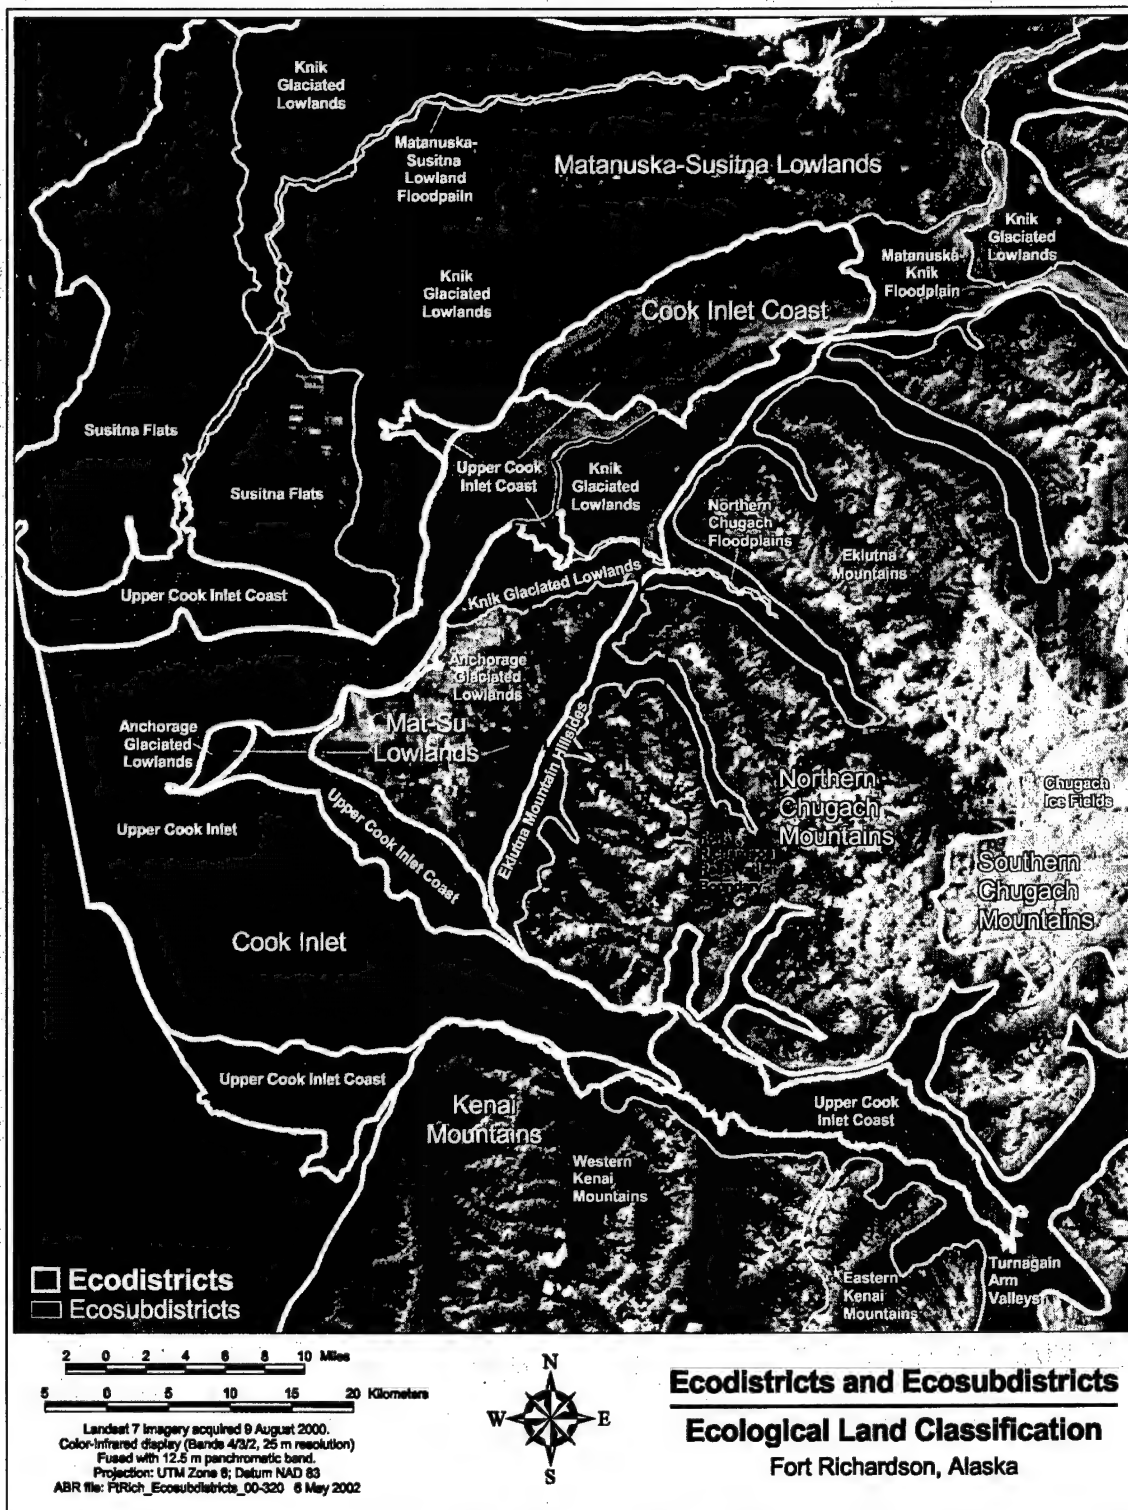 Knik
Glaciated
Lowlands
Matanuska-
Susitna
Lowland
Floodpailn
Matanuska-Susitna Lowlands
Knik
Glaciated
Lowlands
Matanuska-
Knik
Floodplain
Knik
Glaciated
Lowlands
Cook Inlet Coast
Susitna Flats
Susitna Flats
Upper Cook
Inlet Coast
Knik
Glaciated
Lowlands
Northern
Chugach
Floodplains
Eklutna
Mountains
Upper Cook Inlet Coast
Knik Glaciated Lowlands
Anchorage
Glaciated
Lowlands
Mat-Su
Lowlands
Anchorage
Glaciated
Lowlands
Eklutna Mountain Hillsides
Northern
Chugach
Mountains
Chugach
Ice Fields
Upper Cook Inlet
Upper Cook Inlet Coast
Southern
Chugach
Mountains
Cook Inlet
Upper Cook Inlet Coast
Kenai
Mountains
Upper Cook
Inlet Coast
Western
Kenai
Mountains
Eastern
Kenai
Mountains
Turnagain
Arm
Valleys
Ecodistricts
Ecosubdistricts
2 0 2 4 6 8 10 Miles
5 0 5 10 15 20 Kilometers
Landsat 7 Imagery acquired 9 August 2000.
Color-Infrared display (Bands 4/3/2, 25 m resolution)
Fused with 12.5 m panchromatic band.
Projection: UTM Zone 6; Datum NAD 83
ABR file: FtRich_Ecosubdistricts_00-320 6 May 2002
N
W E
S
Ecodistricts and Ecosubdistricts
Ecological Land Classification
Fort Richardson, Alaska